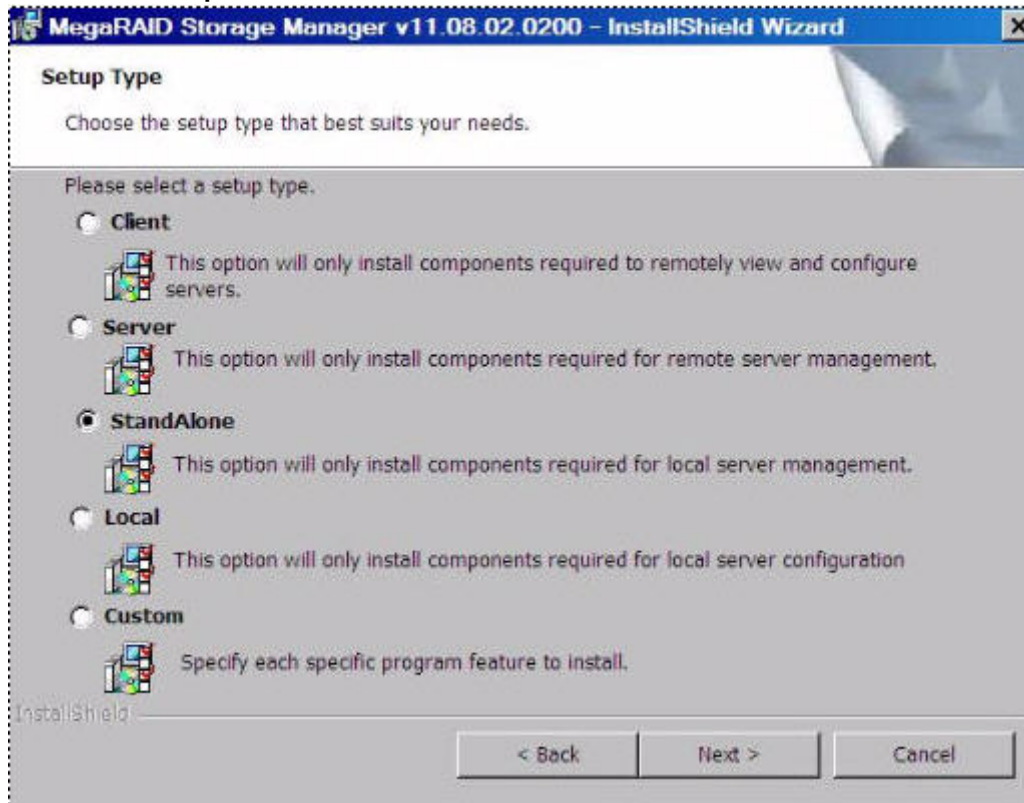 MegaRAID Storage Manager v11.08.02.0200 – InstallShield Wizard
Setup Type
Choose the setup type that best suits your needs.
Please select a setup type.
Client
This option will only install components required to remotely view and configure
servers.
Server
This option will only install components required for remote server management.
StandAlone
This option will only install components required for local server management.
Local
This option will only install components required for local server configuration
Custom
Specify each specific program feature to install.
InstallShield
< Back
Next >
Cancel